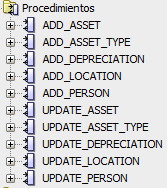 Procedimientos
ADD_ASSET
ADD_ASSET_TYPE
ADD_DEPRECIATION
ADD_LOCATION
ADD_PERSON
UPDATE_ASSET
UPDATE_ASSET_TYPE
UPDATE_DEPRECIATION
UPDATE_LOCATION
UPDATE_PERSON